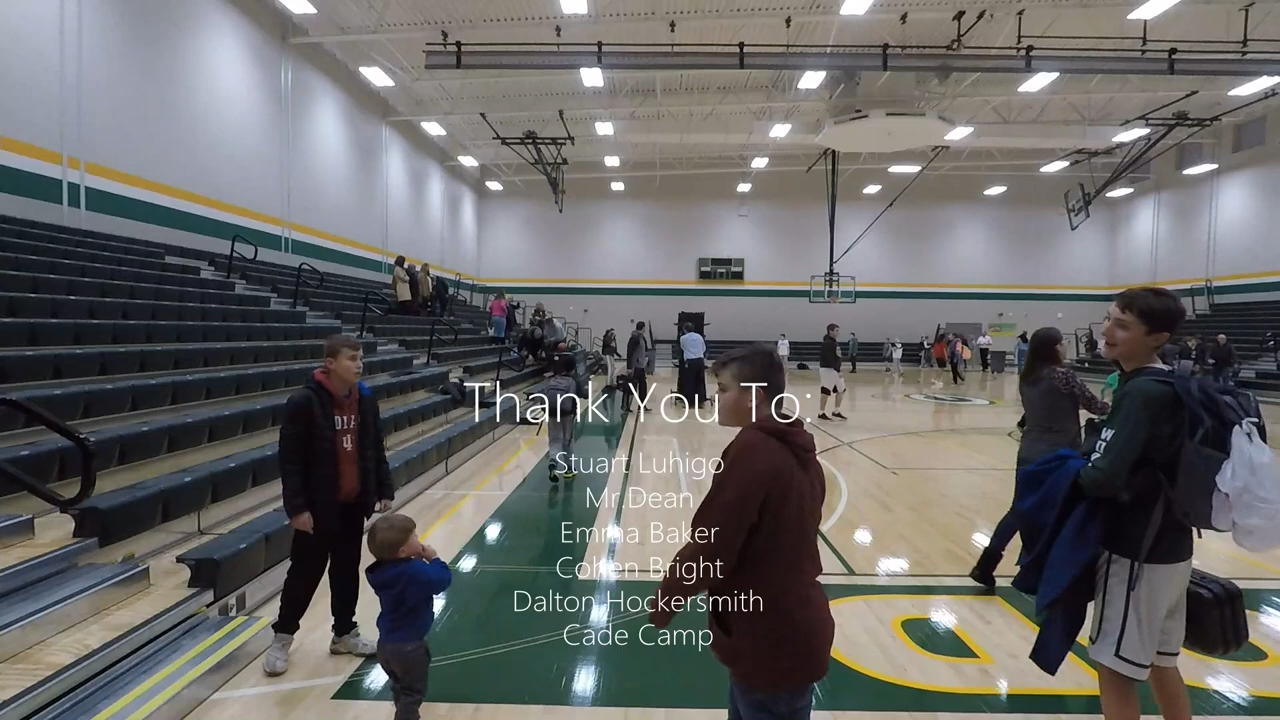 Thank You To:
Stuart Luhigo
Mr Dean
Emma Baker
Cohen Bright
Dalton Hockersmith
Cade Camp